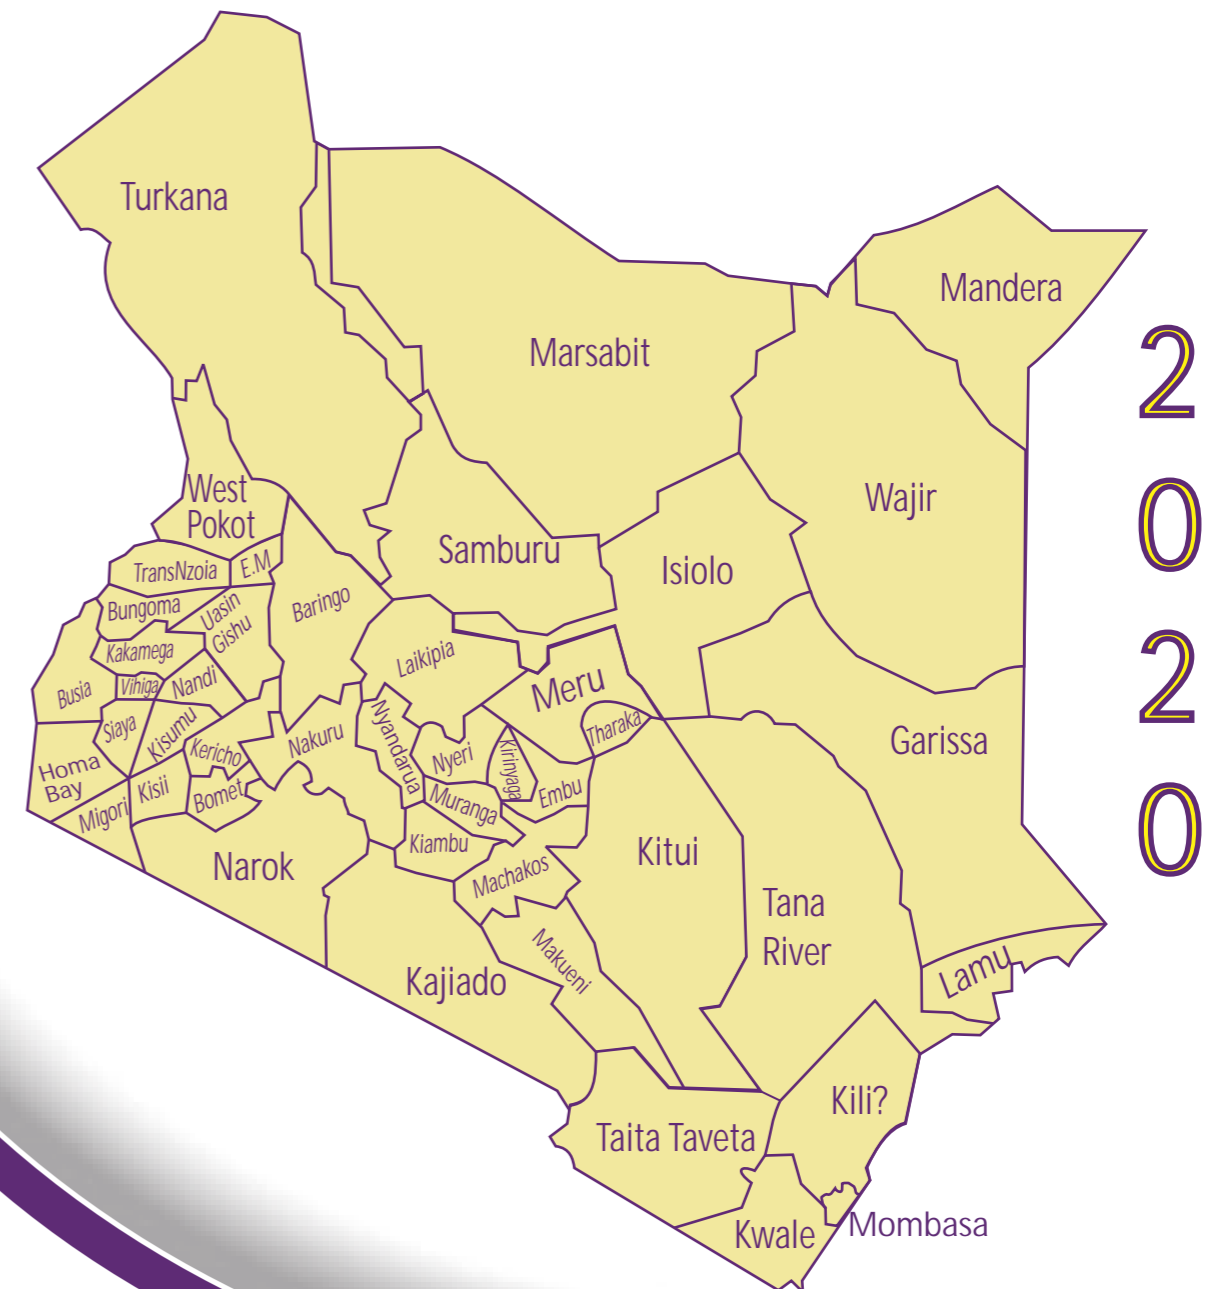 Turkana
Mandera
Marsabit
2
Wajir
West
Pokot
0
Samburu
Isiolo
TransNzoia
E.M
Baringo
Bungoma
Uasin
Gishu
Kakamega
Laikipia
2
Vihiga
Nandi
Busia
Meru
Siaya
Kisumu
Tharaka
Nyandarua
Nakuru
Garissa
Kericho
Nyeri
Kirinyaga
Homa
Bay
Kisii
Bomet
Embu
Migori
Muranga
0
Kiambu
Kitui
Narok
Machakos
Tana
River
Makueni
Lamu
Kajiado
Kili?
Taita Taveta
Mombasa
Kwale